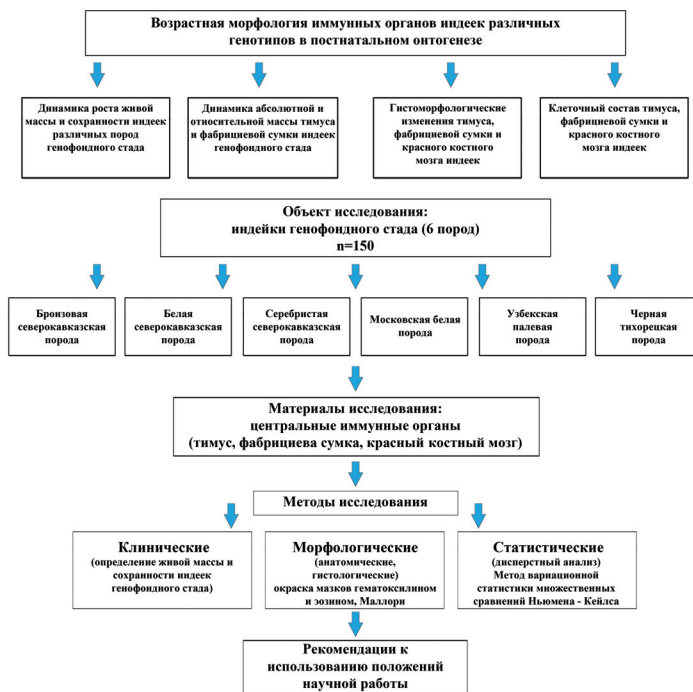 Возрастная морфология иммунных органов индеек различных
генотипов в постнатальном онтогенезе
Динамика роста живой
массы и сохранности индеек
различных пород
генофондного стада
Динамика абсолютной и
относительной массы тимуса
и фабрициевой сумки индеек
генофондного стада
Гистоморфологические
изменения тимуса,
фабрициевой сумки и
красного костного
мозга индеек
Клеточный состав тимуса,
фабрициевой сумки и
красного костного
мозга индеек
Объект исследования:
индейки генофондного стада (6 пород)
n=150
Бронзовая
северокавказская
порода
Белая
северокавказская
порода
Серебристая
северокавказская
порода
Московская белая
порода
Узбекская
палевая
порода
Черная
тихорецкая
порода
Материалы исследования:
центральные иммунные органы
(тимус, фабрициева сумка, красный костный мозг)
Методы исследования
Клинические
(определение живой массы и
сохранности индеек
генофондного стада)
Морфологические
(анатомические,
гистологические)
окраска мазков гематоксилином
и эозином, Маллори
Статистические
(дисперстный анализ)
Метод вариационной
статистики множественных
сравнений Ньюмена - Кейлса
Рекомендации к
использованию положений
научной работы